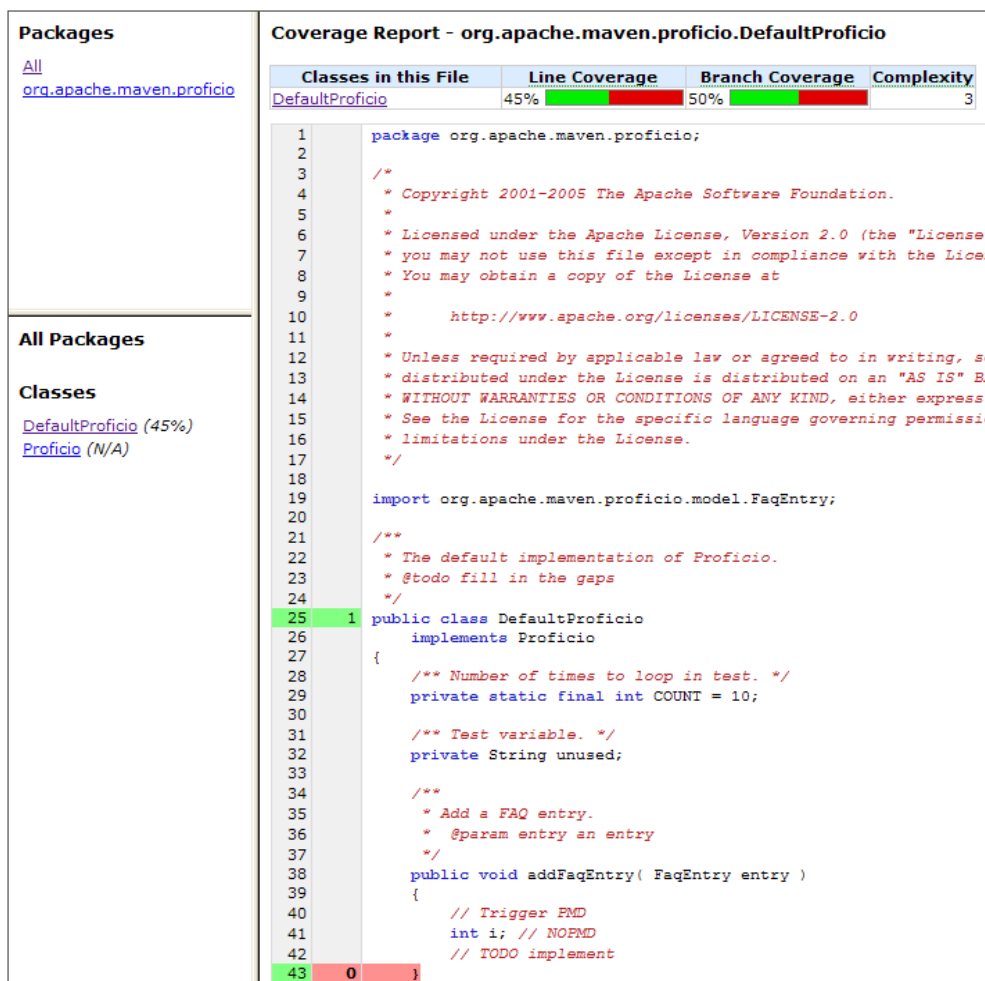 Packages
All
org.apache.maven.proficio
All Packages
Classes
DefaultProficio (45%)
Proficio (N/A)
Coverage Report - org.apache.maven.proficio.DefaultProficio
Classes in this File Line Coverage Branch Coverage Complexity
DefaultProficio 45% 50% 3
1 package org.apache.maven.proficio;
2
3 /*
4 * Copyright 2001-2005 The Apache Software Foundation.
5 *
6 * Licensed under the Apache License, Version 2.0 (the "License
7 * you may not use this file except in compliance with the Lice
8 * You may obtain a copy of the License at
9 *
10 * http://www.apache.org/licenses/LICENSE-2.0
11 *
12 * Unless required by applicable law or agreed to in writing, s
13 * distributed under the License is distributed on an "AS IS" B
14 * WITHOUT WARRANTIES OR CONDITIONS OF ANY KIND, either express
15 * See the License for the specific language governing permissi
16 * limitations under the License.
17 */
18
19 import org.apache.maven.proficio.model.FaqEntry;
20
21 /**
22 * The default implementation of Proficio.
23 * @todo fill in the gaps
24 */
25 1 public class DefaultProficio
26 implements Proficio
27 {
28 /** Number of times to loop in test. */
29 private static final int COUNT = 10;
30
31 /** Test variable. */
32 private String unused;
33
34 /**
35 * Add a FAQ entry.
36 * @param entry an entry
37 */
38 public void addFaqEntry( FaqEntry entry )
39 {
40 // Trigger PMD
41 int i; // NOPMD
42 // TODO implement
43 0 }